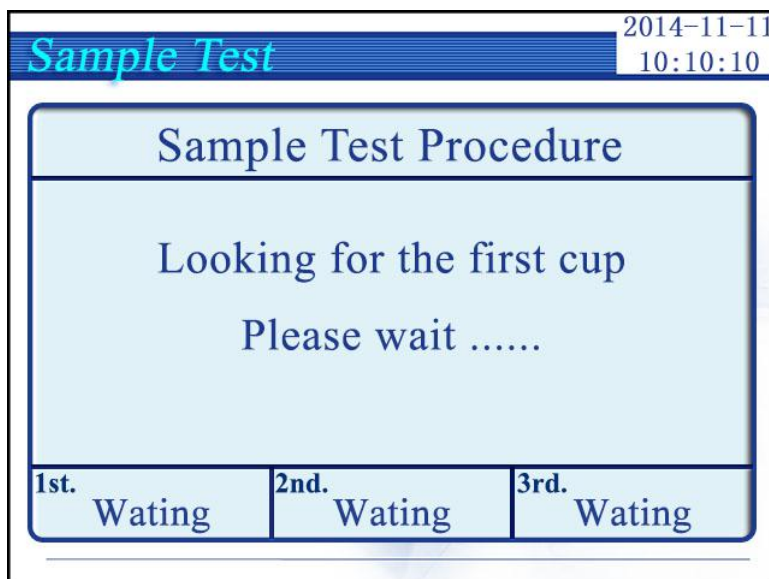 Sample Test
2014-11-11
10:10:10
Sample Test Procedure
Looking for the first cup
Please wait ......
1st. Wating
2nd. Wating
3rd. Wating